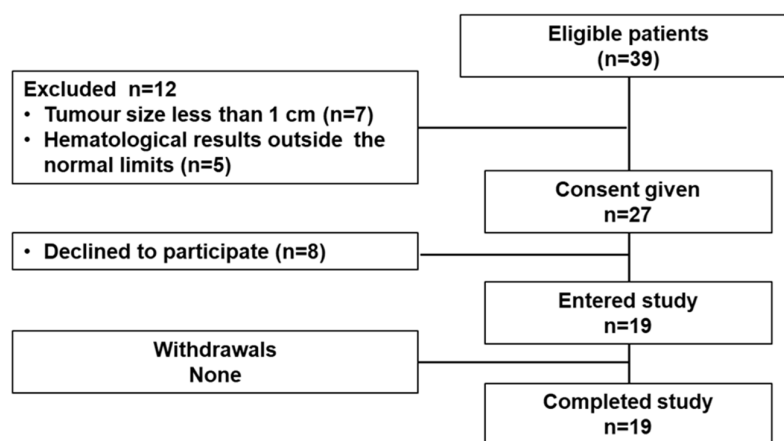 Eligible patients
(n=39)
Excluded  n=12
• Tumour size less than 1 cm (n=7)
• Hematological results outside  the
normal limits (n=5)
Consent given
n=27
• Declined to participate (n=8)
Entered study
n=19
Withdrawals
None
Completed study
n=19